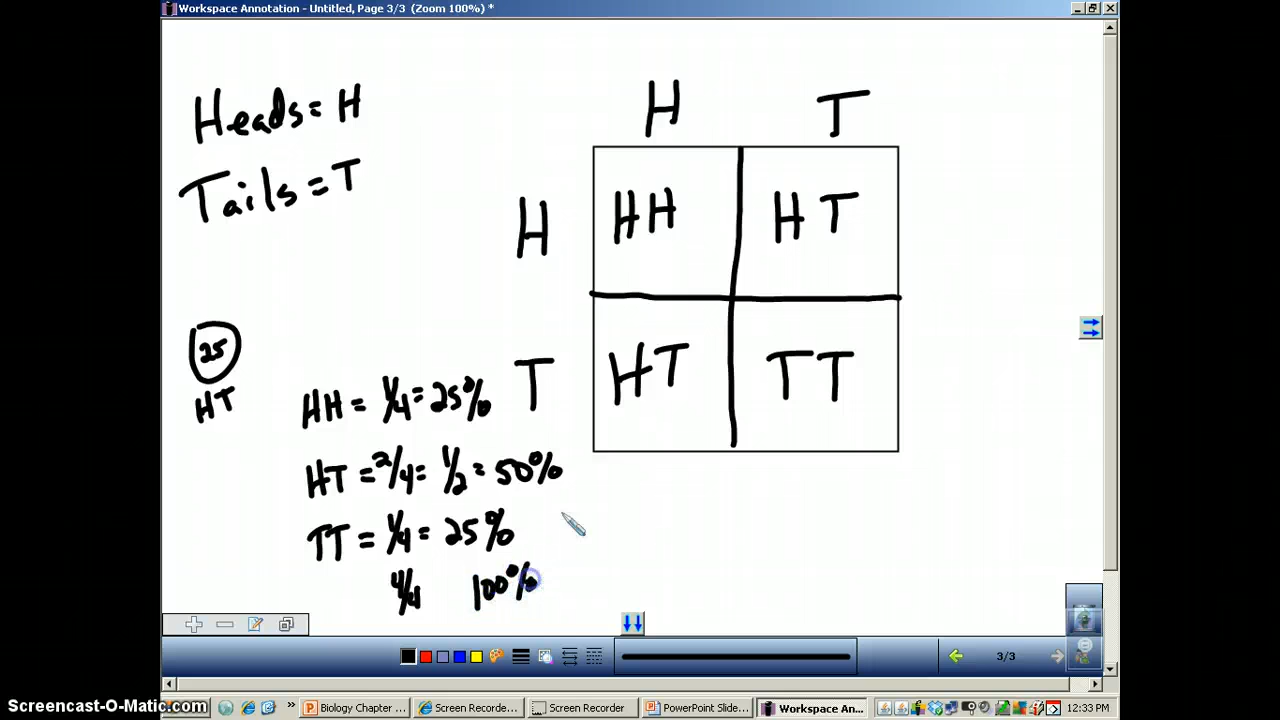 Workspace Annotation - Untitled, Page 3/3 (Zoom 100%) *
Heads = H
Tails = T
H T
H HH HT
T HT TT
25
HT
HH = 1/4 = 25%
HT = 2/4 = 1/2 = 50%
TT = 1/4 = 25%
4/4 100%
3/3
Screencast-O-Matic.com
Biology Chapter ...
Screen Recorde...
Screen Recorder
PowerPoint Slide...
Workspace An...
12:33 PM